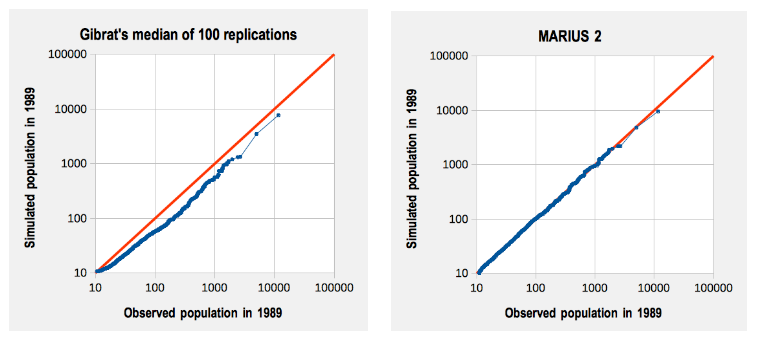 Gibrat's median of 100 replications
100000
10000
1000
100
10
10 100 1000 10000 100000
Simulated population in 1989
Observed population in 1989
MARIUS 2
100000
10000
1000
100
10
10 100 1000 10000 100000
Simulated population in 1989
Observed population in 1989